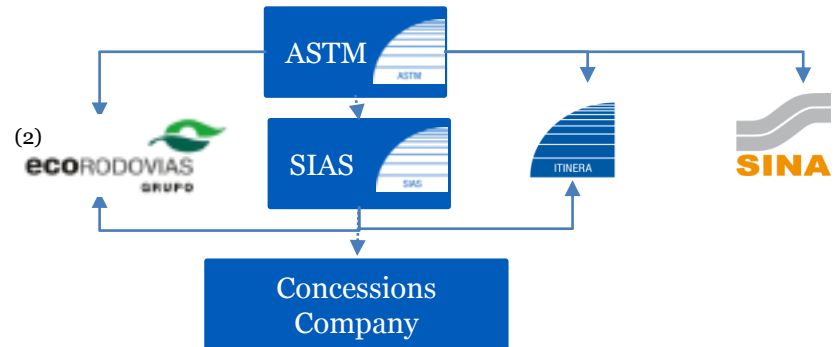 ASTM
ASTM
(2)
ecoRODOVIAS
GRUPO
SIAS
SIAS
ITINERA
SINA
Concessions
Company